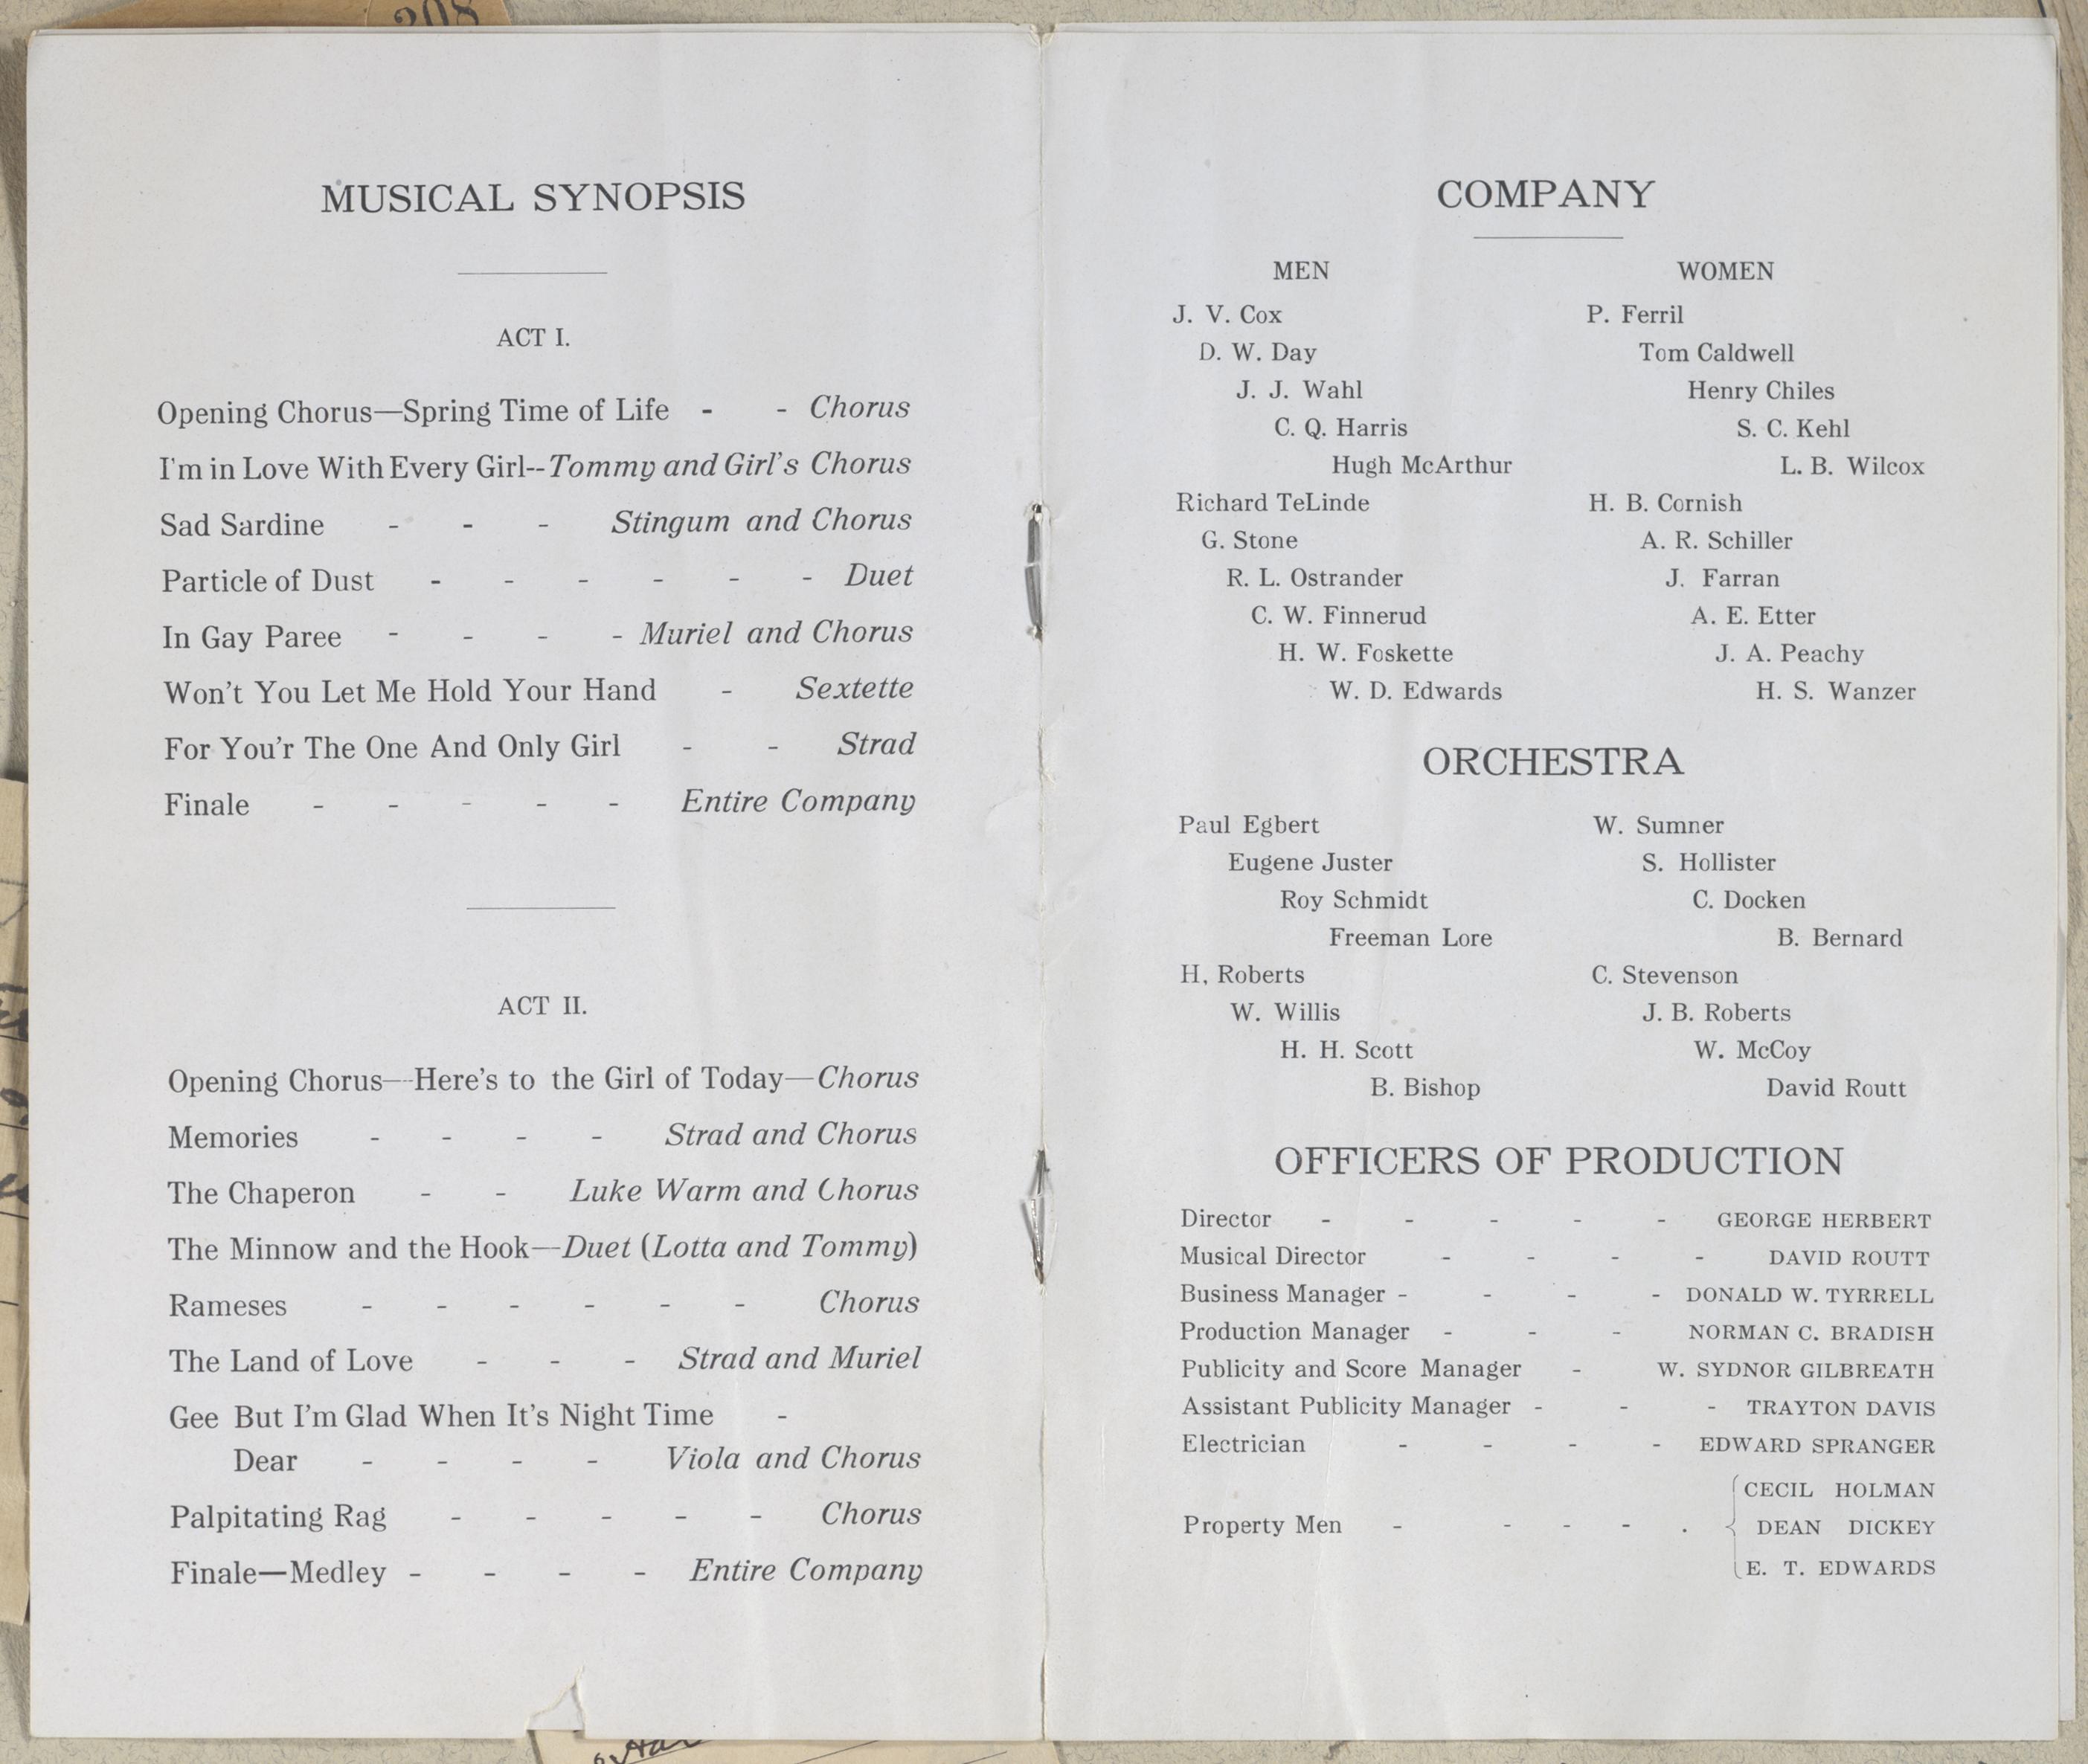 208
MUSICAL SYNOPSIS
ACT I.
Opening Chorus—Spring Time of Life - - Chorus
I'm in Love With Every Girl--Tommy and Girl's Chorus
Sad Sardine - - - Stingum and Chorus
Particle of Dust - - - - - - Duet
In Gay Paree - - - - Muriel and Chorus
Won't You Let Me Hold Your Hand - Sextette
For You'r The One And Only Girl - - Strad
Finale - - - - - Entire Company
ACT II.
Opening Chorus—Here's to the Girl of Today—Chorus
Memories - - - - Strad and Chorus
The Chaperon - - Luke Warm and Chorus
The Minnow and the Hook—Duet (Lotta and Tommy)
Rameses - - - - - - Chorus
The Land of Love - - - Strad and Muriel
Gee But I'm Glad When It's Night Time -
Dear - - - - Viola and Chorus
Palpitating Rag - - - - - Chorus
Finale—Medley - - - - Entire Company
COMPANY
MEN WOMEN
J. V. Cox P. Ferril
D. W. Day Tom Caldwell
J. J. Wahl Henry Chiles
C. Q. Harris S. C. Kehl
Hugh McArthur L. B. Wilcox
Richard TeLinde H. B. Cornish
G. Stone A. R. Schiller
R. L. Ostrander J. Farran
C. W. Finnerud A. E. Etter
H. W. Foskette J. A. Peachy
W. D. Edwards H. S. Wanzer
ORCHESTRA
Paul Egbert W. Sumner
Eugene Juster S. Hollister
Roy Schmidt C. Docken
Freeman Lore B. Bernard
H, Roberts C. Stevenson
W. Willis J. B. Roberts
H. H. Scott W. McCoy
B. Bishop David Routt
OFFICERS OF PRODUCTION
Director - - - - - GEORGE HERBERT
Musical Director - - - - DAVID ROUTT
Business Manager - - - - DONALD W. TYRRELL
Production Manager - - - NORMAN C. BRADISH
Publicity and Score Manager - W. SYDNOR GILBREATH
Assistant Publicity Manager - - - TRAYTON DAVIS
Electrician - - - - EDWARD SPRANGER
CECIL HOLMAN
Property Men - - - - . DEAN DICKEY
E. T. EDWARDS